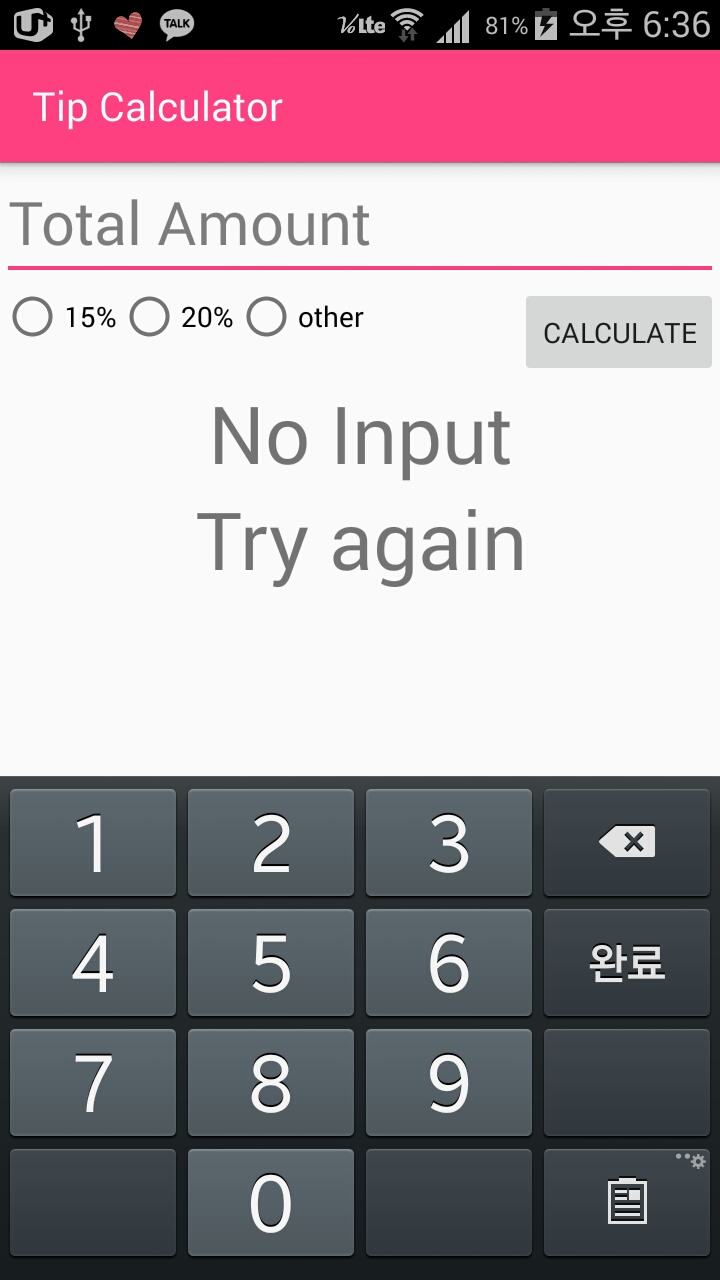 U+ TALK VoLTE 81% 오후 6:36
Tip Calculator
Total Amount
15% 20% other CALCULATE
No Input
Try again
1 2 3
4 5 6 완료
7 8 9
0